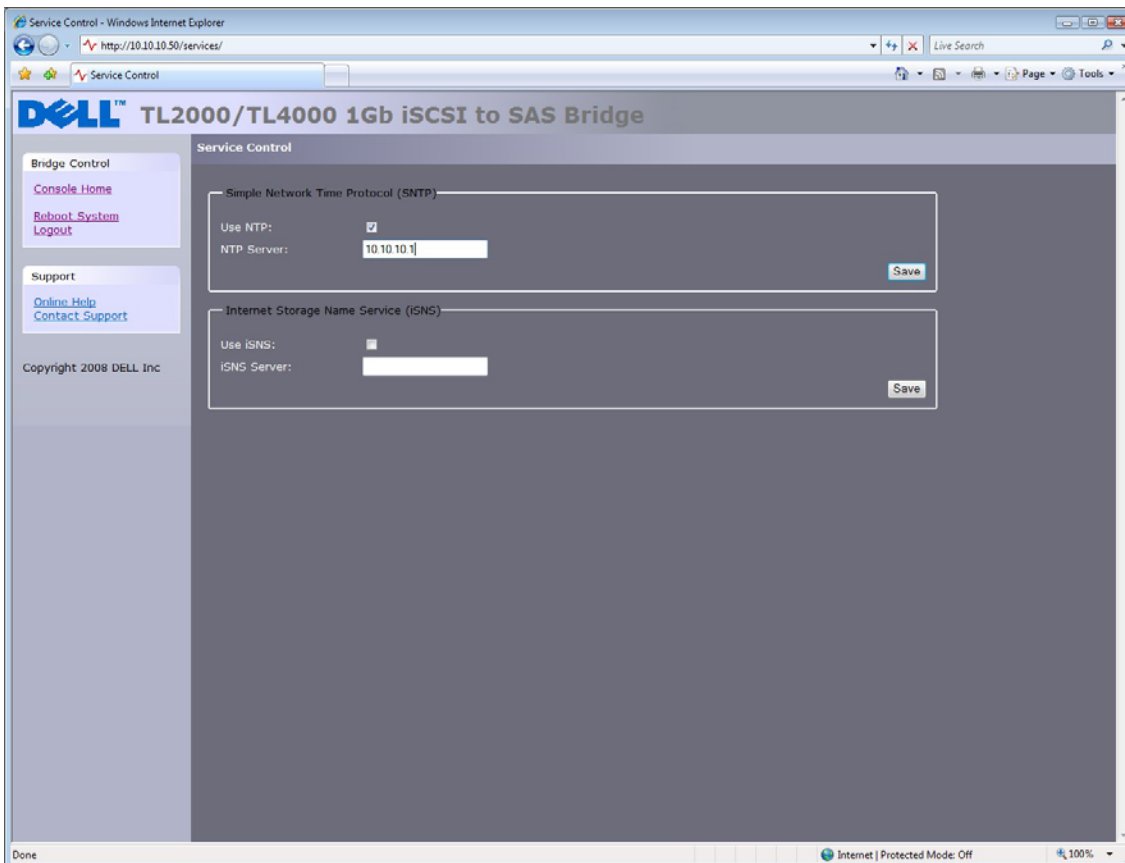 Service Control - Windows Internet Explorer
http://10.10.10.50/services/
Live Search
Service Control
Page
Tools
DELL™ TL2000/TL4000 1Gb iSCSI to SAS Bridge
Service Control
Bridge Control
Console Home
Reboot System
Logout
Support
Online Help
Contact Support
Copyright 2008 DELL Inc
Simple Network Time Protocol (SNTP)
Use NTP:
NTP Server: 10.10.10.1
Save
Internet Storage Name Service (iSNS)
Use iSNS:
iSNS Server:
Save
Done
Internet | Protected Mode: Off
100%